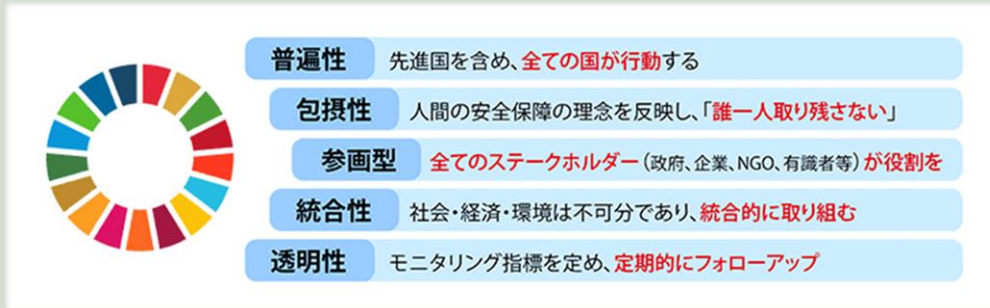 普遍性 先進国を含め、全ての国が行動する
包摂性 人間の安全保障の理念を反映し、「誰一人取り残さない」
参画型 全てのステークホルダー（政府、企業、NGO、有識者等）が役割を
統合性 社会・経済・環境は不可分であり、統合的に取り組む
透明性 モニタリング指標を定め、定期的にフォローアップ